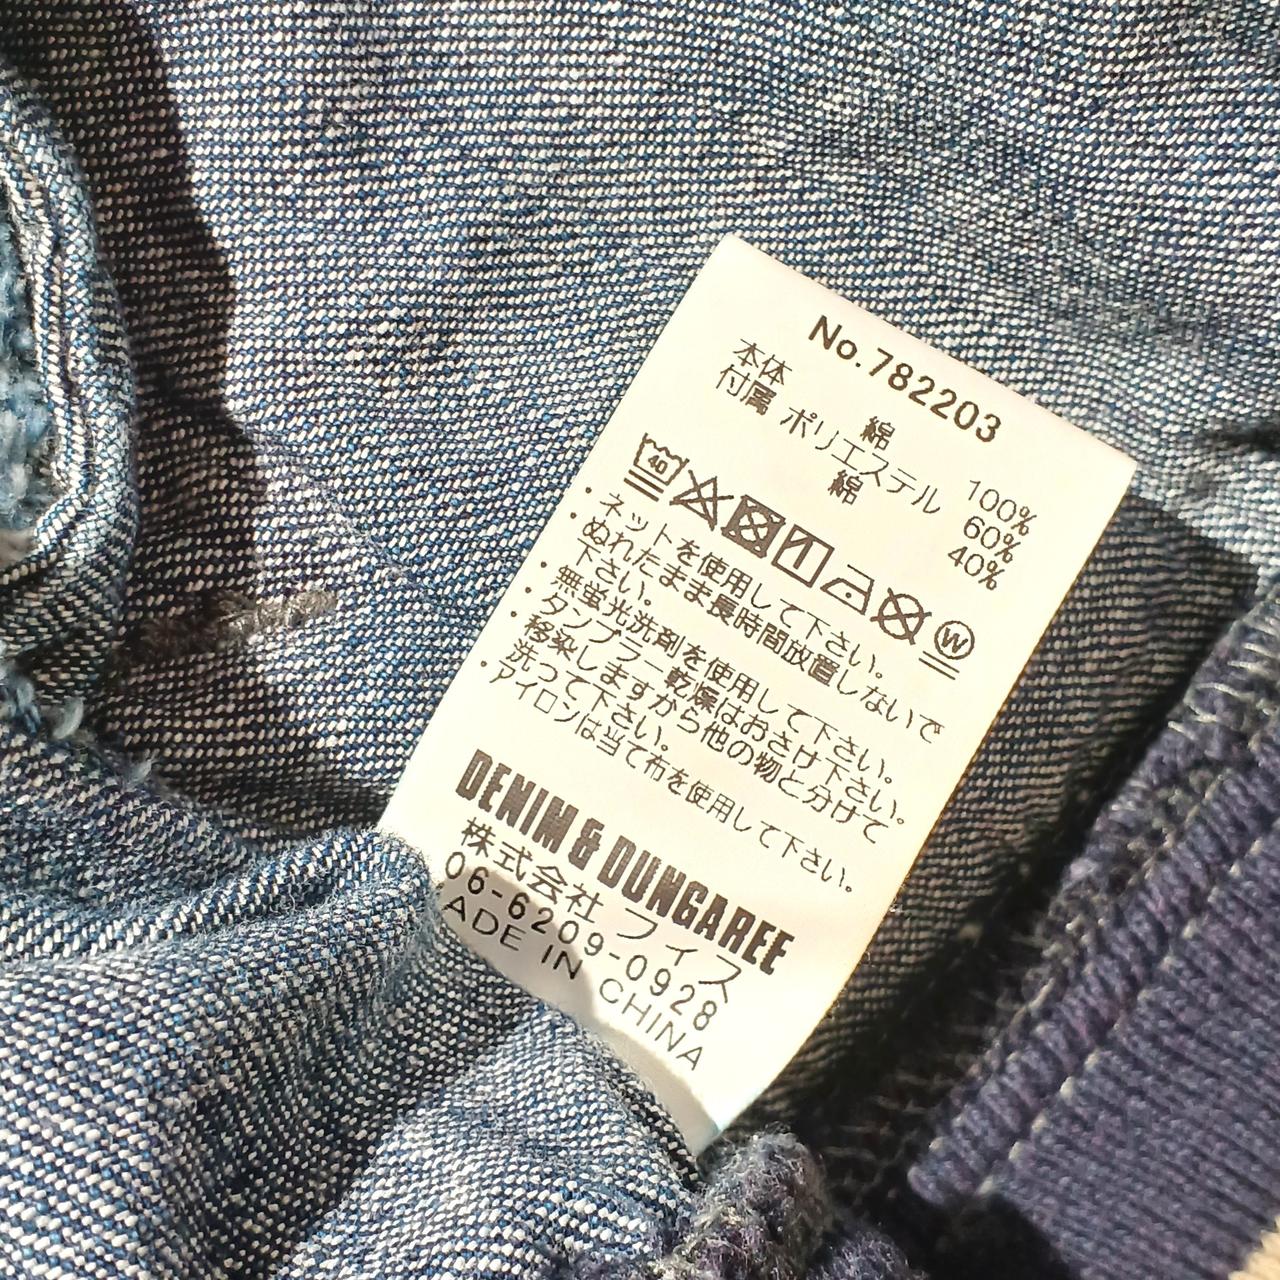 No.782203
本体 綿 100%
付属 ポリエステル 60%
綿 40%
40
W
・ネットを使用して下さい。
・ぬれたまま長時間放置しないで
下さい。
・無蛍光洗剤を使用して下さい。
・タンブラー乾燥はおさけ下さい。
・移染しますから他の物と分けて
洗って下さい。
・アイロンは当て布を使用して下さい。
DENIM & DUNGAREE
株式会社 フィス
06-6209-0928
MADE IN CHINA